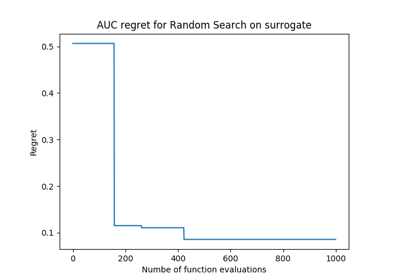 AUC regret for Random Search on surrogate
0.5
0.4
0.3
0.2
0.1
Regret
0 200 400 600 800 1000
Numbe of function evaluations